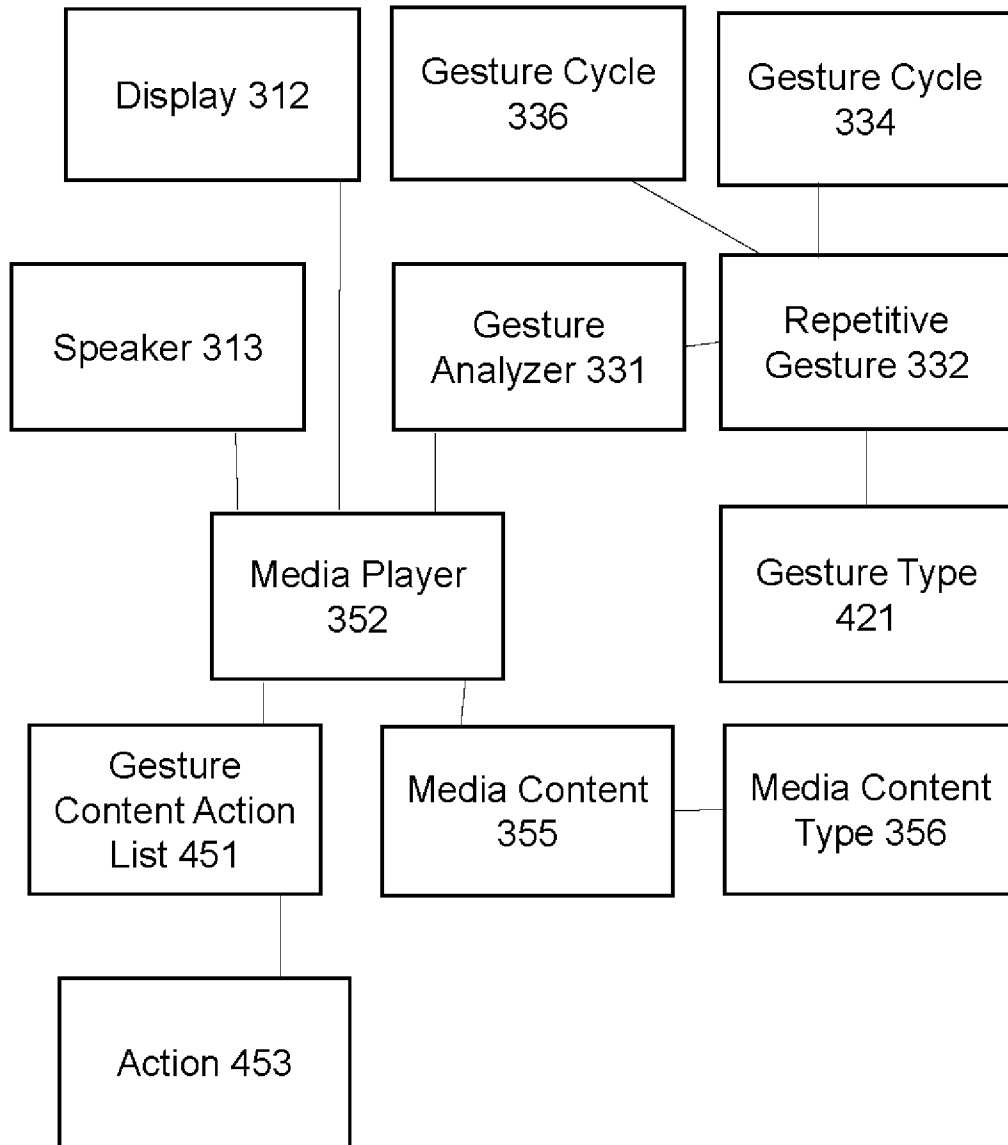 Display 312
Gesture Cycle
336
Gesture Cycle
334
Speaker 313
Gesture
Analyzer 331
Repetitive
Gesture 332
Media Player
352
Gesture Type
421
Gesture
Content Action
List 451
Media Content
355
Media Content
Type 356
Action 453